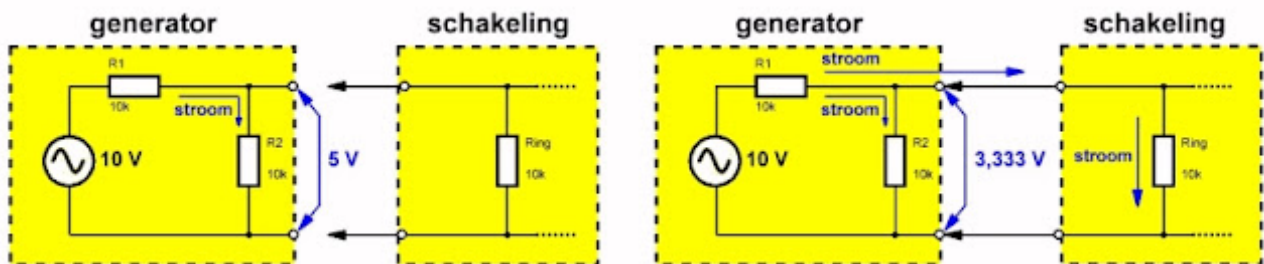 generator
schakeling
R1
10k
stroom
10 V
R2
10k
5 V
Ring
10k
generator
schakeling
R1
stroom
10k
stroom
10 V
R2
10k
3,333 V
stroom
Ring
10k